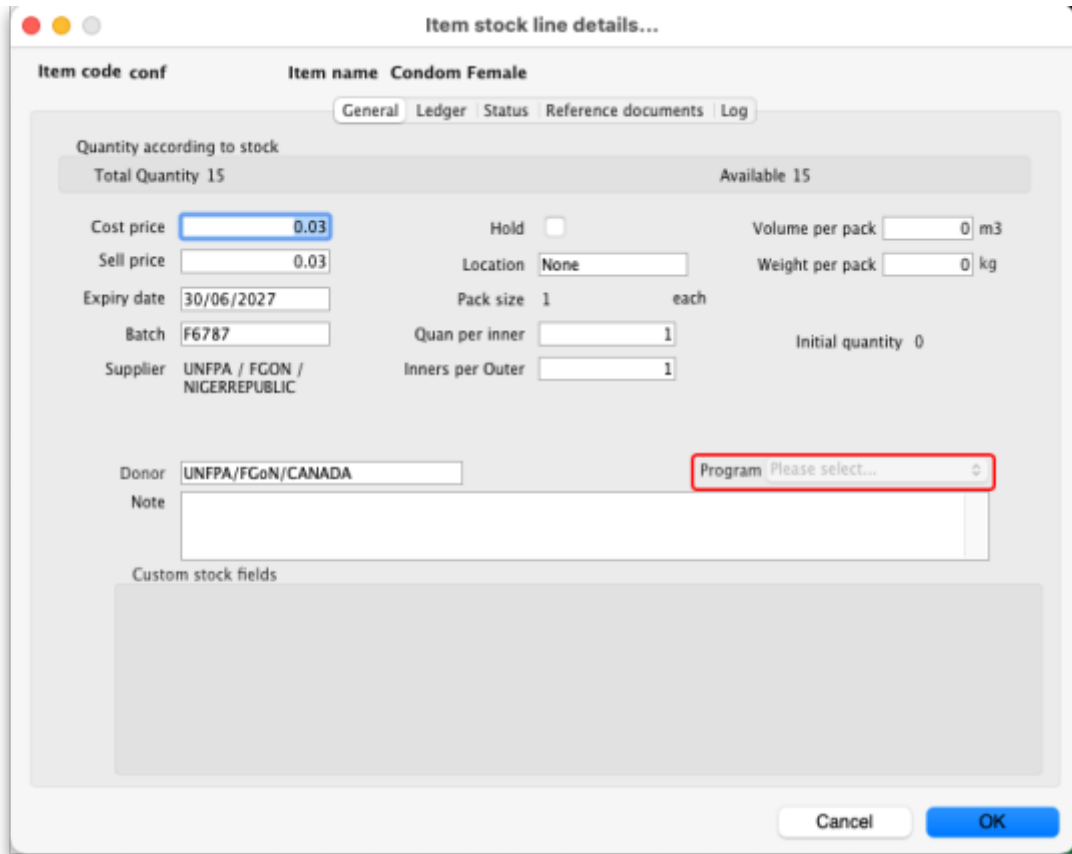 Item stock line details...
Item code conf Item name Condom Female
General Ledger Status Reference documents Log
Quantity according to stock
Total Quantity 15 Available 15
Cost price 0.03 Hold Volume per pack 0 m3
Sell price 0.03 Location None Weight per pack 0 kg
Expiry date 30/06/2027 Pack size 1 each
Batch F6787 Quan per inner 1 Initial quantity 0
Supplier UNFPA / FGON / Inners per Outer 1
NIGERREPUBLIC
Donor UNFPA/FGoN/CANADA Program Please select...
Note
Custom stock fields
Cancel OK